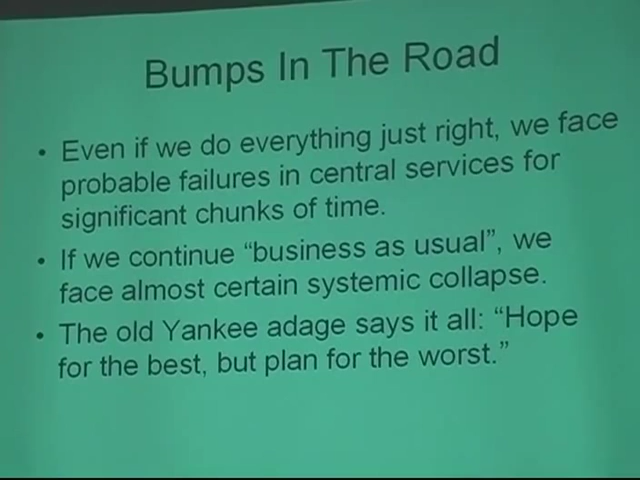 Bumps In The Road
• Even if we do everything just right, we face
probable failures in central services for
significant chunks of time.
• If we continue “business as usual”, we
face almost certain systemic collapse.
• The old Yankee adage says it all: “Hope
for the best, but plan for the worst.”